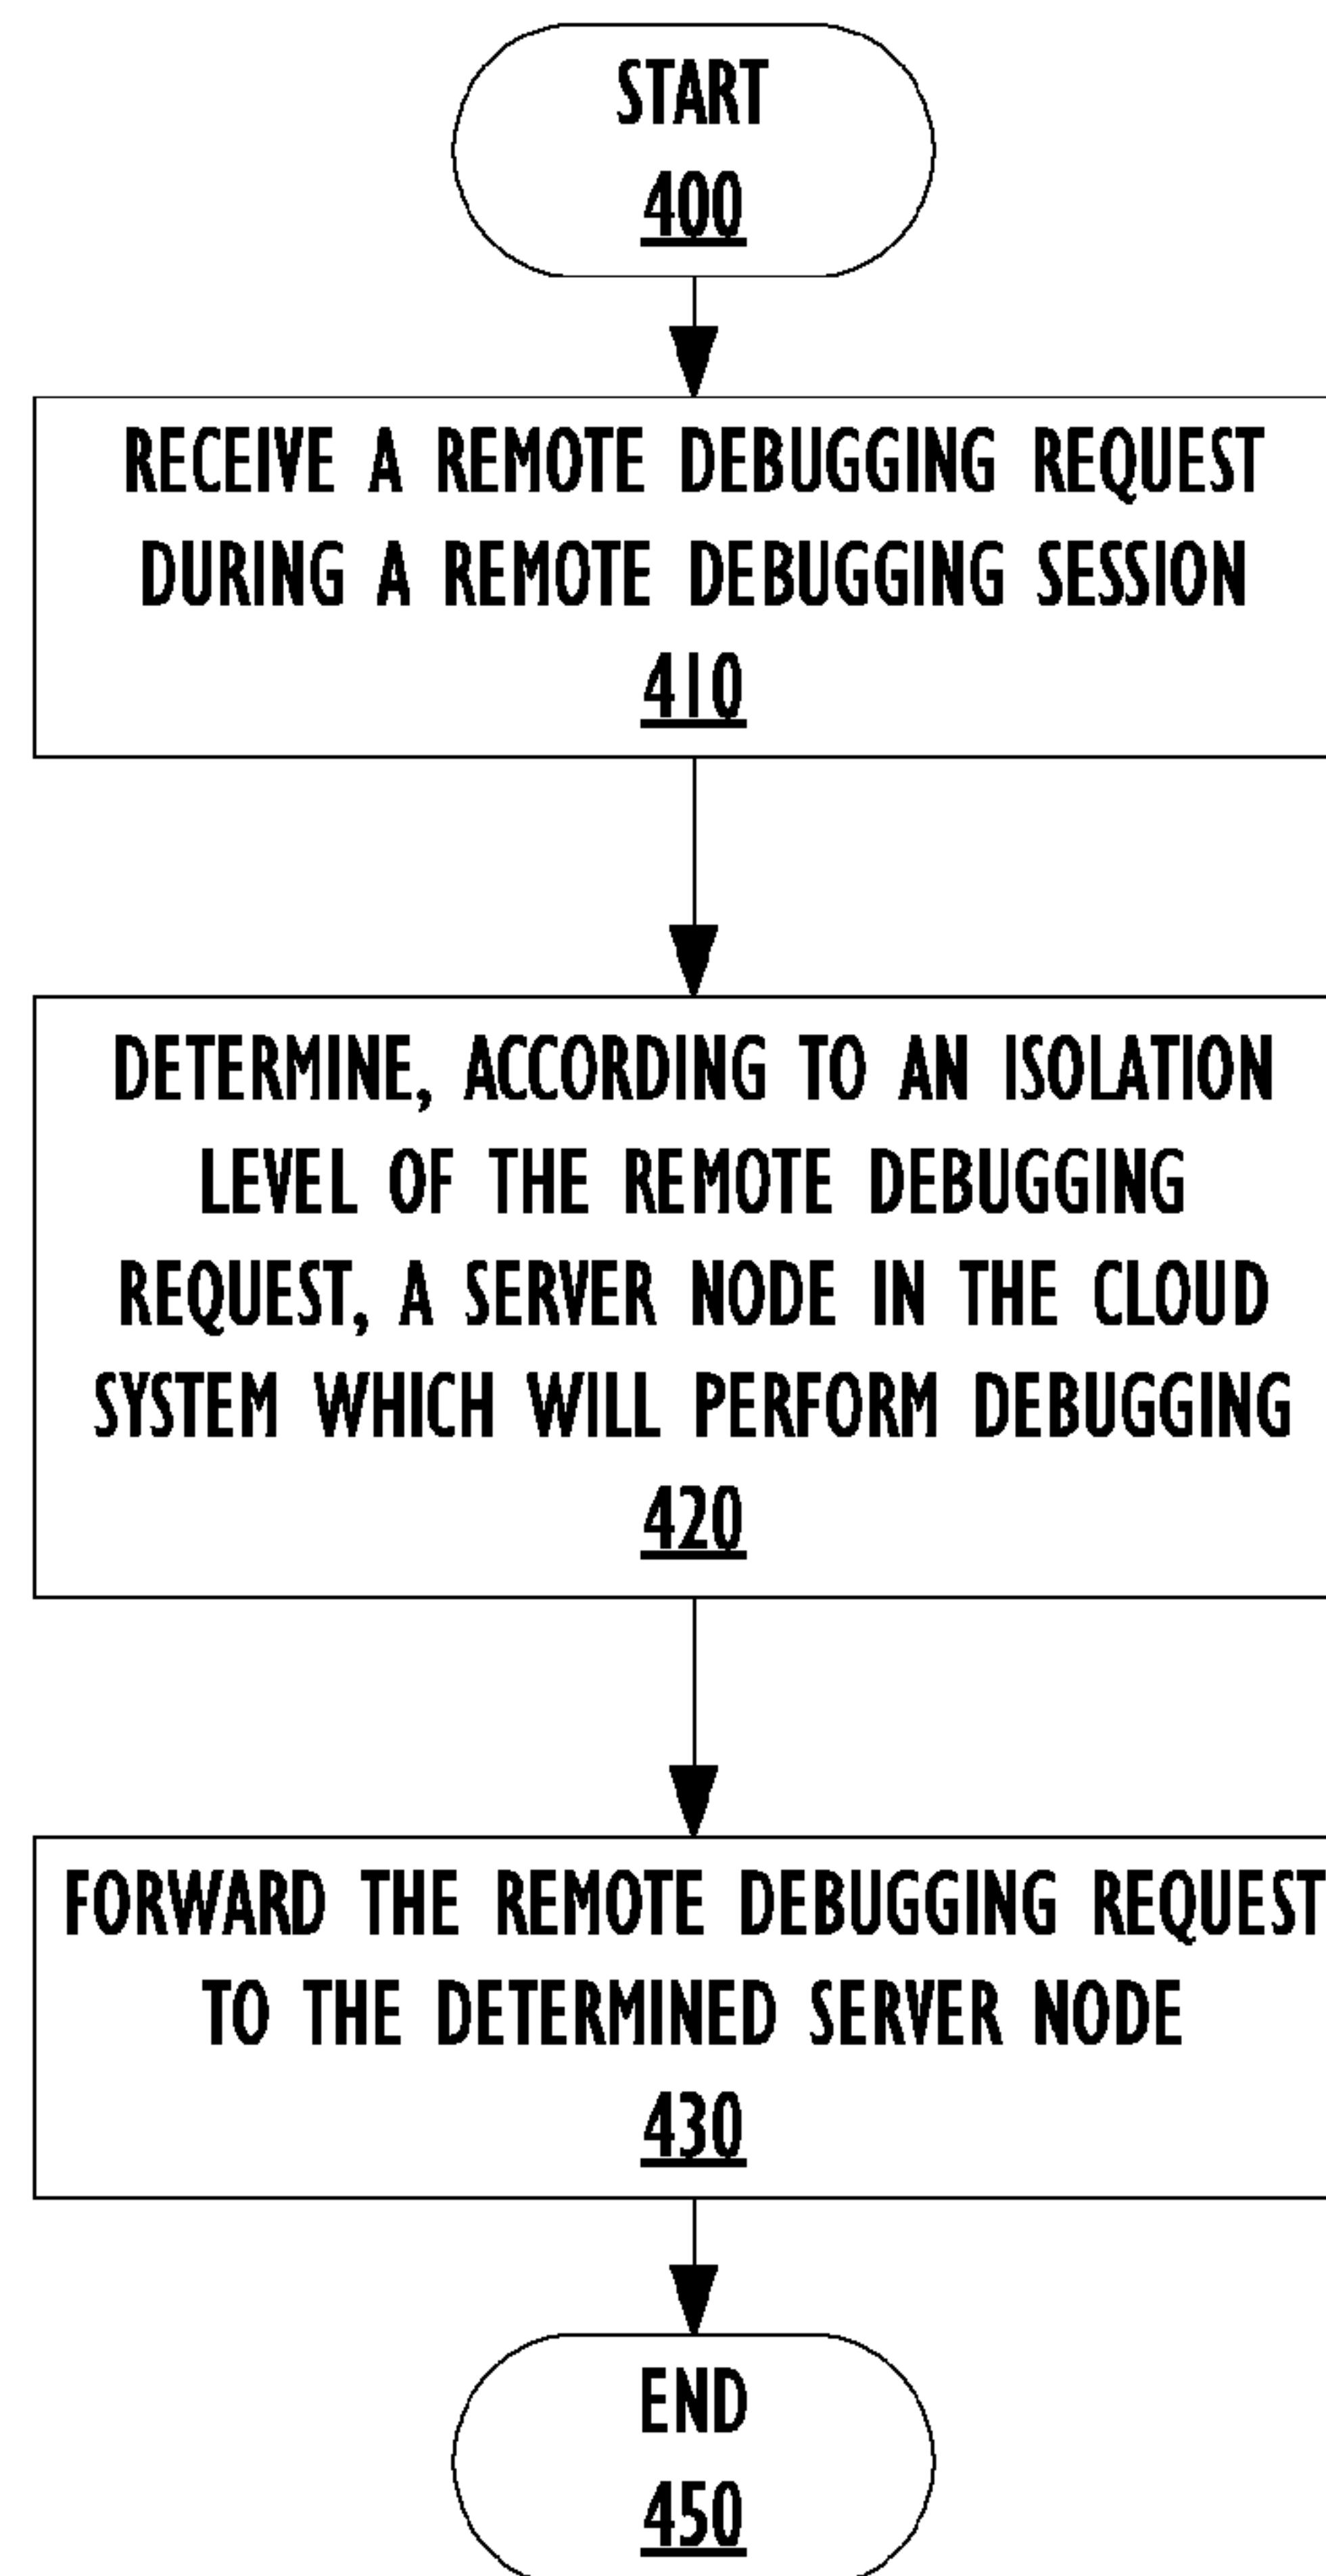 START
400
RECEIVE A REMOTE DEBUGGING REQUEST
DURING A REMOTE DEBUGGING SESSION
410
DETERMINE, ACCORDING TO AN ISOLATION
LEVEL OF THE REMOTE DEBUGGING
REQUEST, A SERVER NODE IN THE CLOUD
SYSTEM WHICH WILL PERFORM DEBUGGING
420
FORWARD THE REMOTE DEBUGGING REQUEST
TO THE DETERMINED SERVER NODE
430
END
450